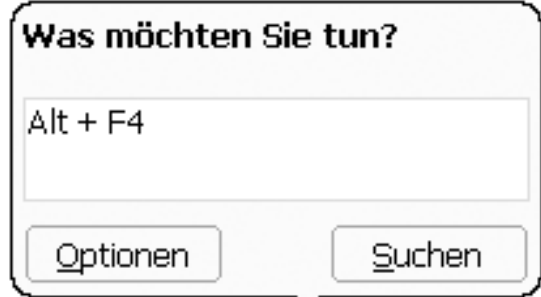 Was möchten Sie tun?
Alt + F4
Optionen
Suchen